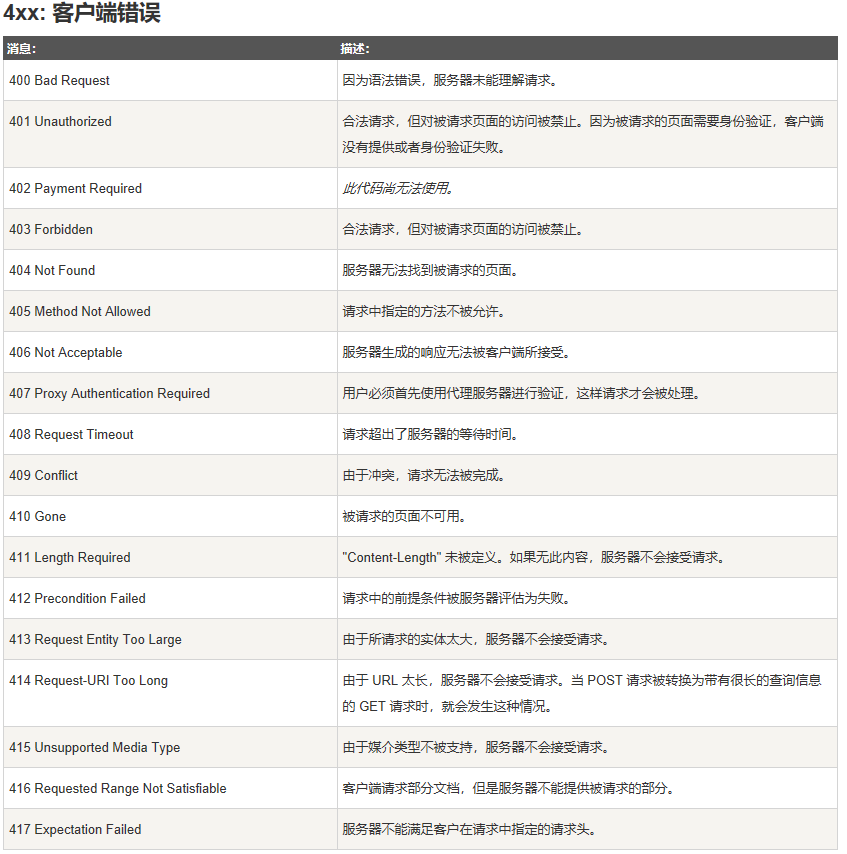 4xx: 客户端错误
消息: 描述:
400 Bad Request 因为语法错误，服务器未能理解请求。
401 Unauthorized 合法请求，但对被请求页面的访问被禁止。因为被请求的页面需要身份验证，客户端
没有提供或者身份验证失败。
402 Payment Required 此代码尚无法使用。
403 Forbidden 合法请求，但对被请求页面的访问被禁止。
404 Not Found 服务器无法找到被请求的页面。
405 Method Not Allowed 请求中指定的方法不被允许。
406 Not Acceptable 服务器生成的响应无法被客户端所接受。
407 Proxy Authentication Required 用户必须首先使用代理服务器进行验证，这样请求才会被处理。
408 Request Timeout 请求超出了服务器的等待时间。
409 Conflict 由于冲突，请求无法被完成。
410 Gone 被请求的页面不可用。
411 Length Required "Content-Length" 未被定义。如果无此内容，服务器不会接受请求。
412 Precondition Failed 请求中的前提条件被服务器评估为失败。
413 Request Entity Too Large 由于所请求的实体太大，服务器不会接受请求。
414 Request-URI Too Long 由于 URL 太长，服务器不会接受请求。当 POST 请求被转换为带有很长的查询信息
的 GET 请求时，就会发生这种情况。
415 Unsupported Media Type 由于媒介类型不被支持，服务器不会接受请求。
416 Requested Range Not Satisfiable 客户端请求部分文档，但是服务器不能提供被请求的部分。
417 Expectation Failed 服务器不能满足客户在请求中指定的请求头。